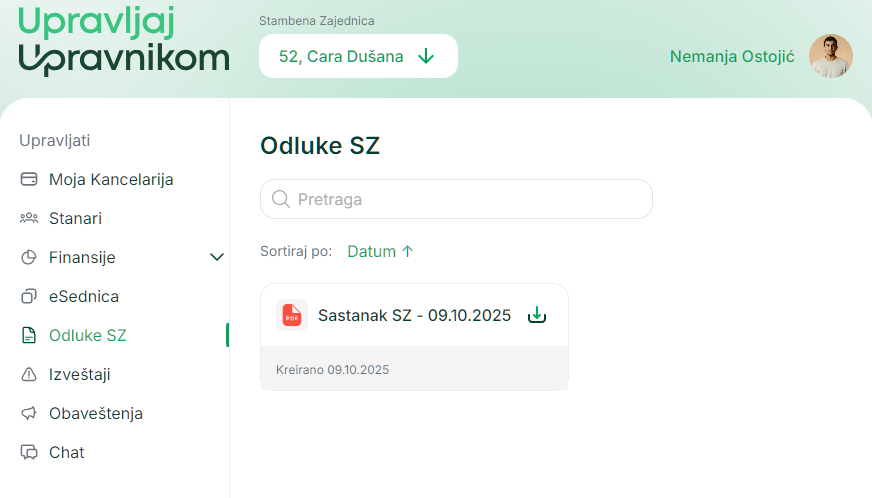 Upravljaj
Upravnikom
Stambena Zajednica
52, Cara Dušana
Nemanja Ostojić
Upravljati
Moja Kancelarija
Stanari
Finansije
eSednica
Odluke SZ
Izveštaji
Obaveštenja
Chat
Odluke SZ
Pretraga
Sortiraj po: Datum ↑
PDF
Sastanak SZ - 09.10.2025
Kreirano 09.10.2025